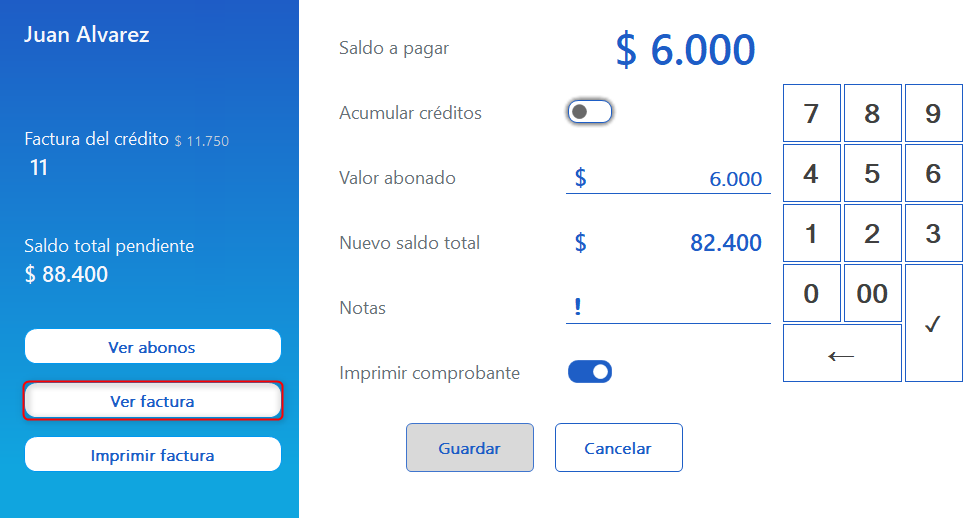 Juan Alvarez
Factura del crédito $ 11.750
11
Saldo total pendiente
$ 88.400
Ver abonos
Ver factura
Imprimir factura
Saldo a pagar $ 6.000
Acumular créditos
Valor abonado $ 6.000
Nuevo saldo total $ 82.400
Notas !
Imprimir comprobante
Guardar Cancelar
7 8 9
4 5 6
1 2 3
0 00 ✓
←